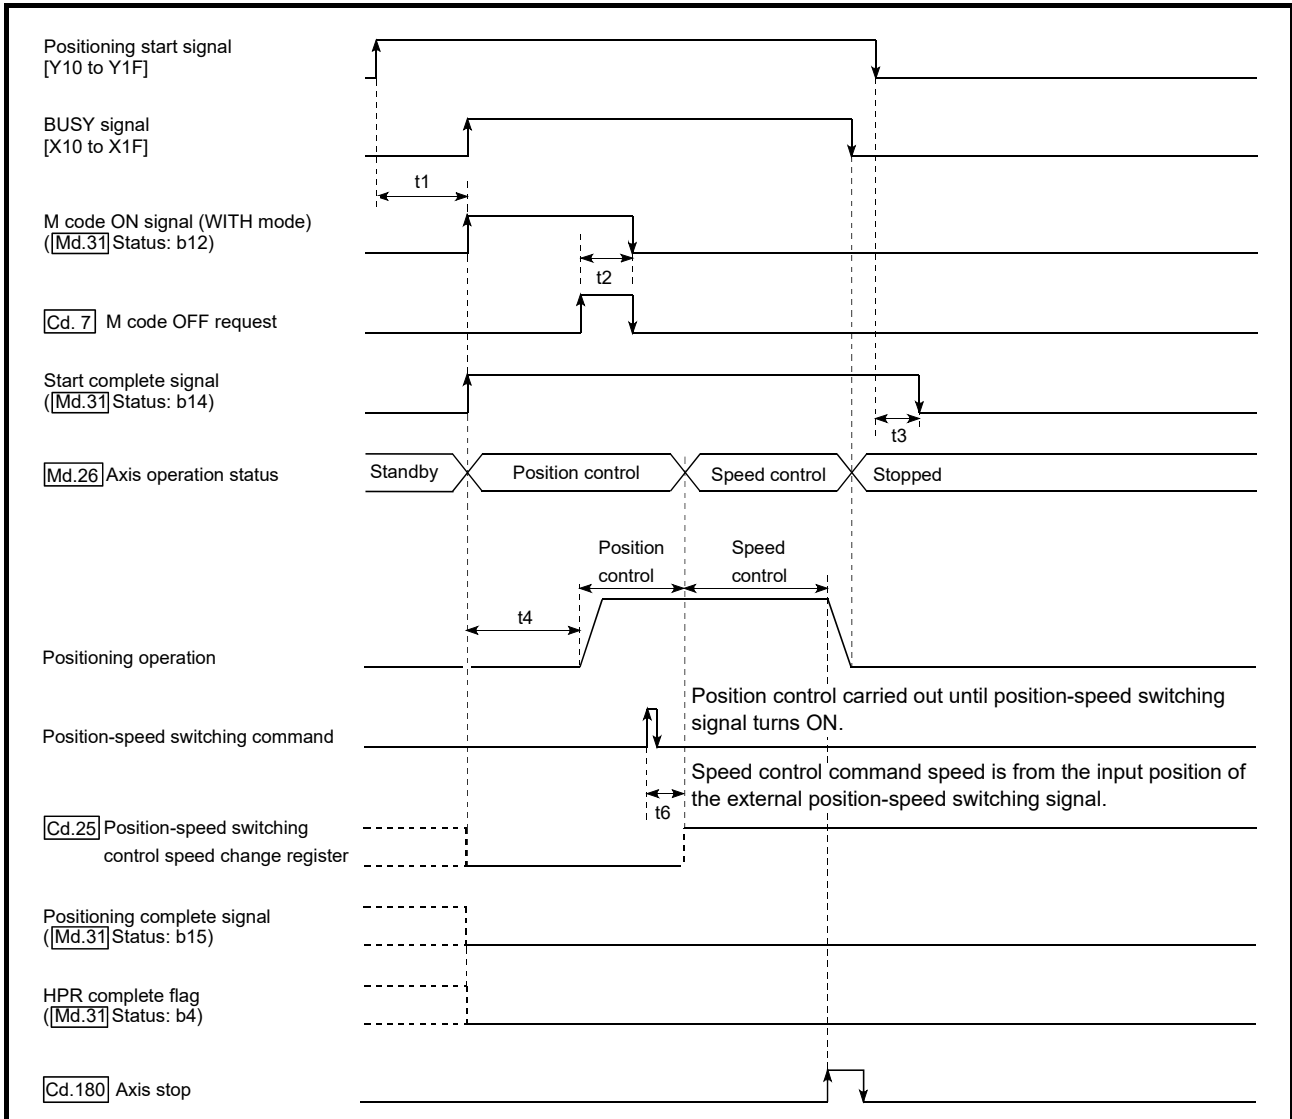 Positioning start signal
[Y10 to Y1F]
BUSY signal
[X10 to X1F]
t1
M code ON signal (WITH mode)
(Md.31 Status: b12)
t2
Cd. 7 M code OFF request
Start complete signal
(Md.31 Status: b14)
t3
Md.26 Axis operation status
Standby
Position control
Speed control
Stopped
Position
control
Speed
control
t4
Positioning operation
Position control carried out until position-speed switching
signal turns ON.
Position-speed switching command
Speed control command speed is from the input position of
the external position-speed switching signal.
t6
Cd.25 Position-speed switching
control speed change register
Positioning complete signal
(Md.31 Status: b15)
HPR complete flag
(Md.31 Status: b4)
Cd.180 Axis stop